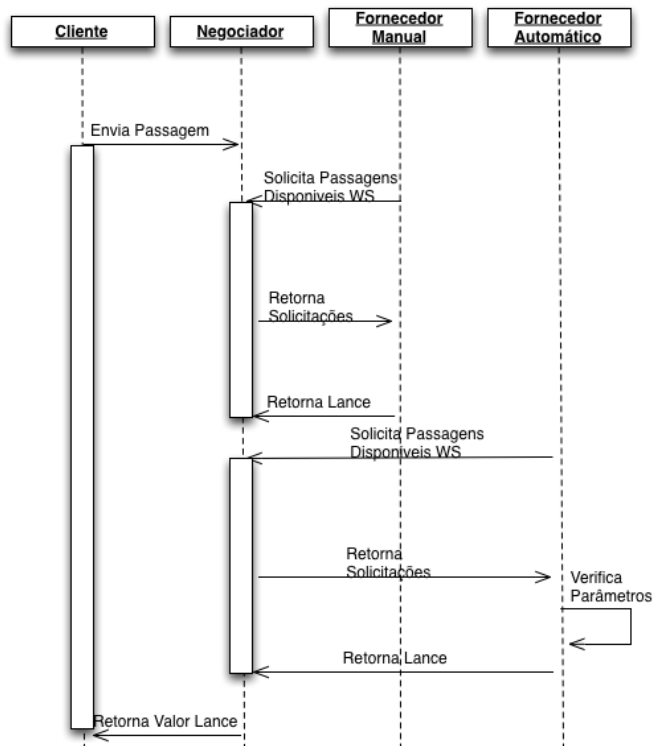 Cliente
Negociador
Fornecedor
Manual
Fornecedor
Automático
Envia Passagem
Solicita Passagens
Disponiveis WS
Retorna
Solicitações
Retorna Lance
Solicita Passagens
Disponiveis WS
Retorna
Solicitações
Verifica
Parâmetros
Retorna Lance
Retorna Valor Lance